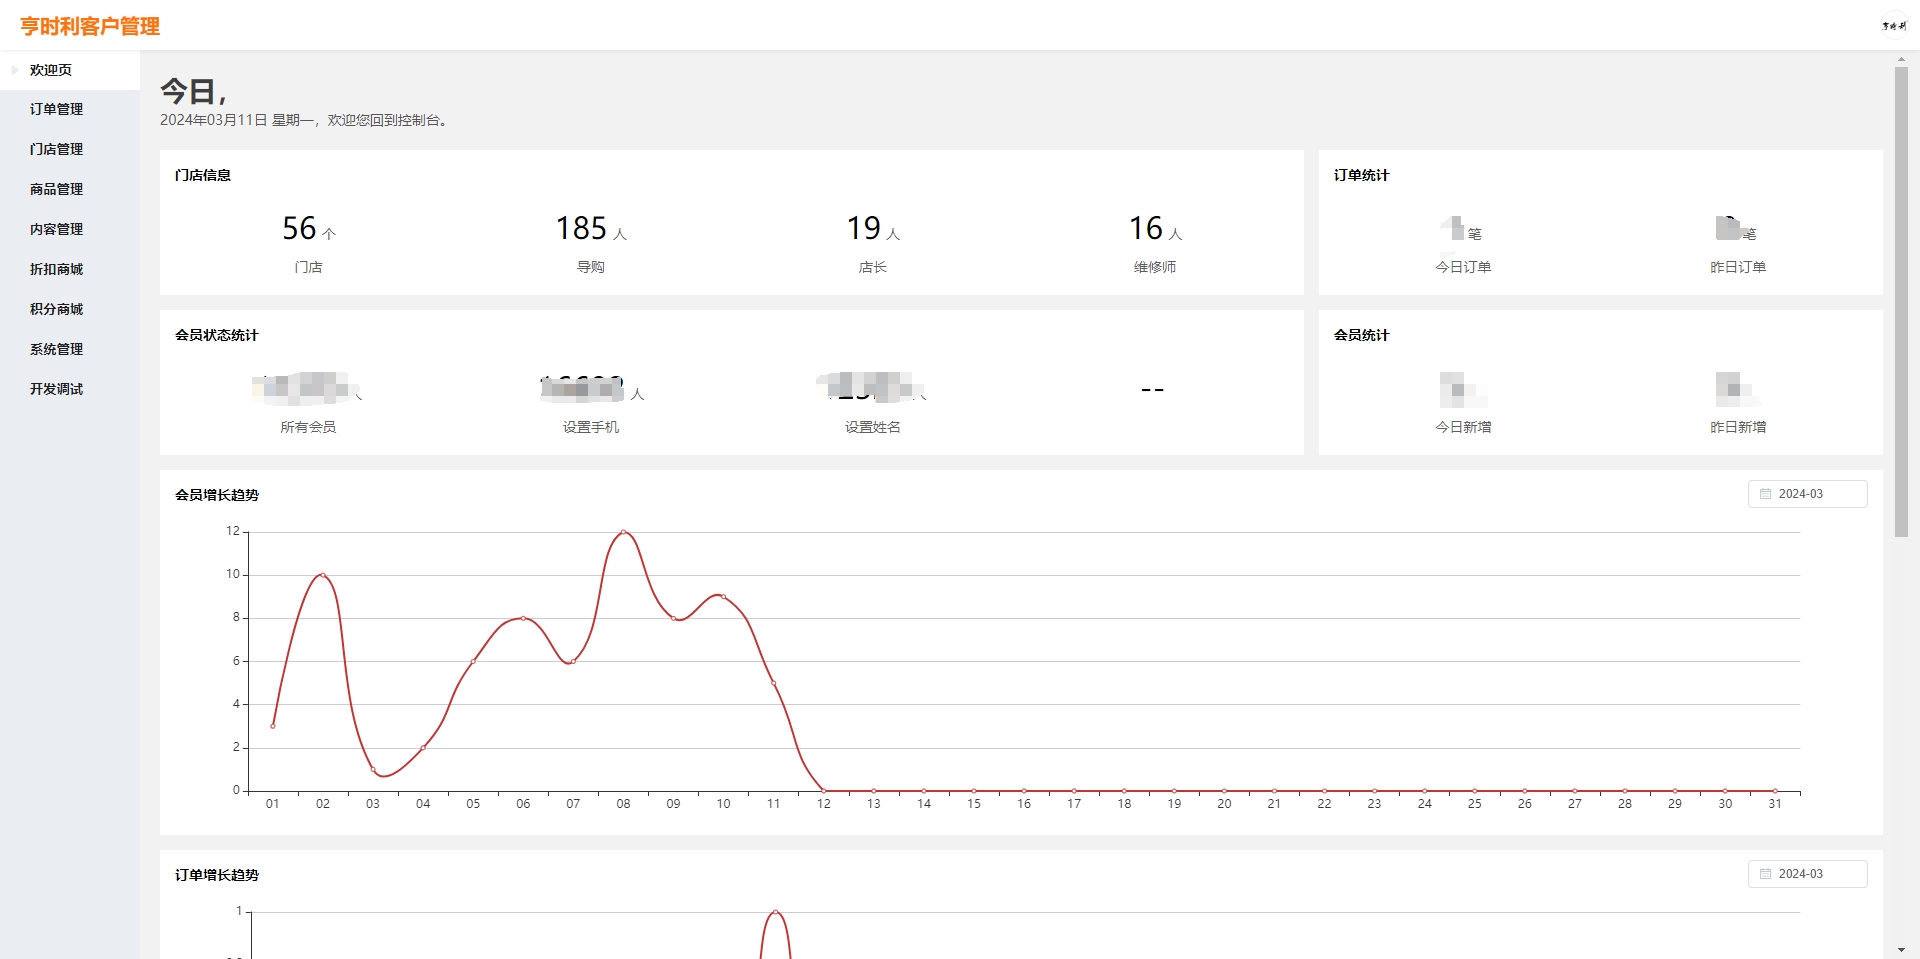 亨时利客户管理
亨时利
欢迎页
订单管理
门店管理
商品管理
内容管理
折扣商城
积分商城
系统管理
开发调试
今日,
2024年03月11日 星期一，欢迎您回到控制台。
门店信息
56 个
门店
185 人
导购
19 人
店长
16 人
维修师
订单统计
笔
今日订单
笔
昨日订单
会员状态统计
所有会员
人
设置手机
设置姓名
--
会员统计
今日新增
昨日新增
会员增长趋势
2024-03
12
10
8
6
4
2
0
01 02 03 04 05 06 07 08 09 10 11 12 13 14 15 16 17 18 19 20 21 22 23 24 25 26 27 28 29 30 31
订单增长趋势
2024-03
1